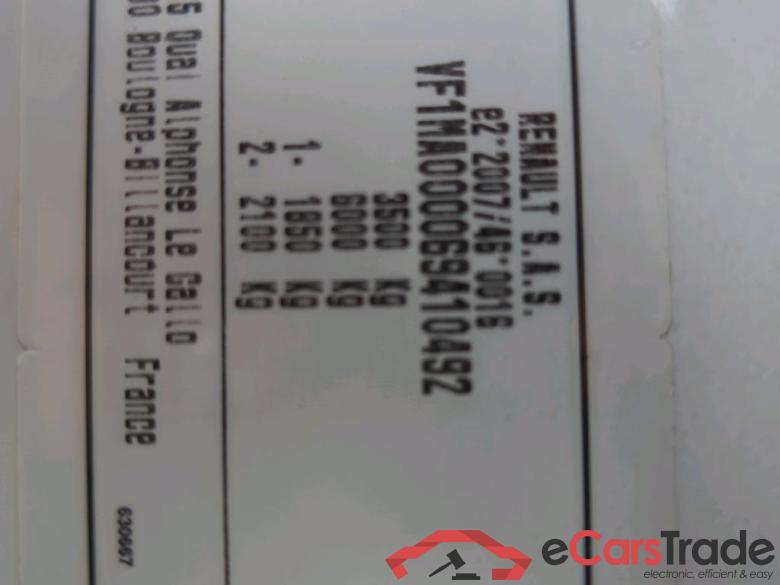 RENAULT S.A.S.
e2*2007/46*0016
VF1MA000069410492
3500 kg
6000 kg
1- 1850 kg
2- 2100 kg
5 Quai Alphonse Le Gallo
Boulogne-Billancourt France
630667
eCarsTrade
electronic, efficient & easy